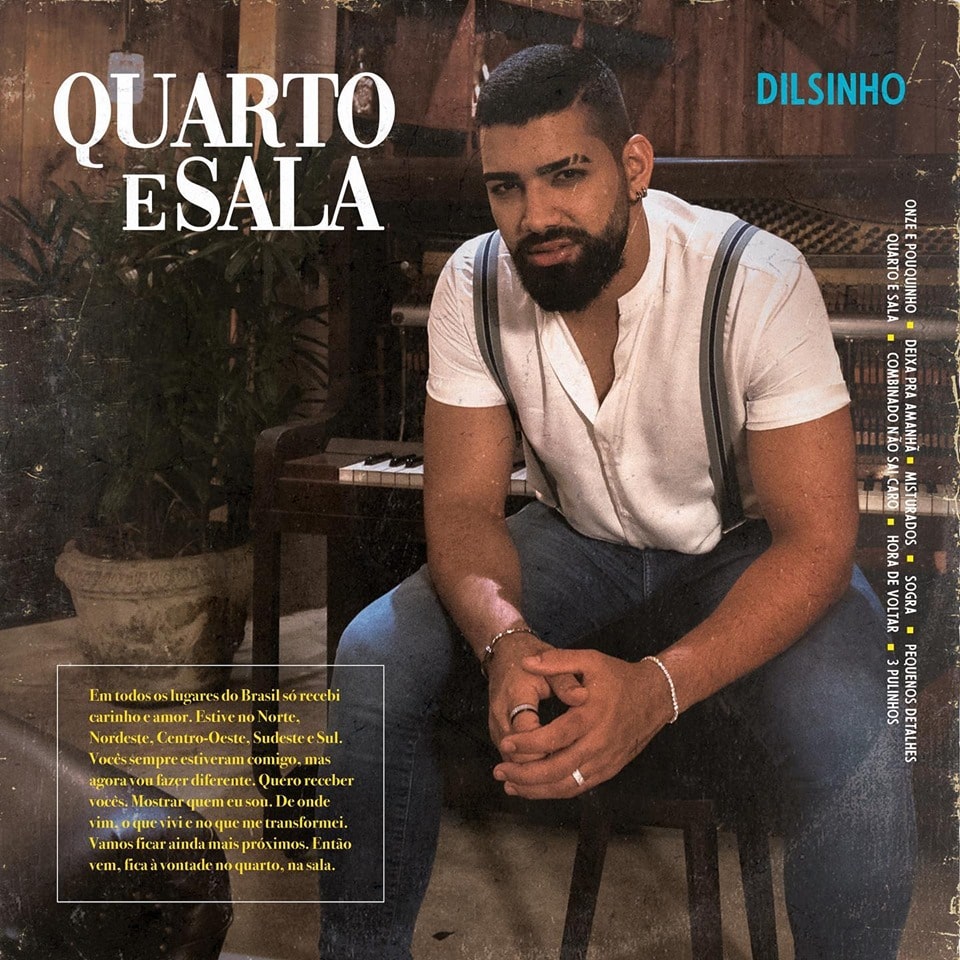 QUARTO
E SALA
DILSINHO
ONZE E POUQUINHO ▪ DEIXA PRA AMANHÃ ▪ MISTURADOS ▪ SOGRA ▪ PEQUENOS DETALHES
QUARTO E SALA ▪ COMBINADO NÃO SAI CARO ▪ HORA DE VOLTAR ▪ 3 PULINHOS
Em todos os lugares do Brasil só recebi
carinho e amor. Estive no Norte,
Nordeste, Centro-Oeste, Sudeste e Sul.
Vocês sempre estiveram comigo, mas
agora vou fazer diferente. Quero receber
vocês. Mostrar quem eu sou. De onde
vim, o que vivi e no que me transformei.
Vamos ficar ainda mais próximos. Então
vem, fica à vontade no quarto, na sala.